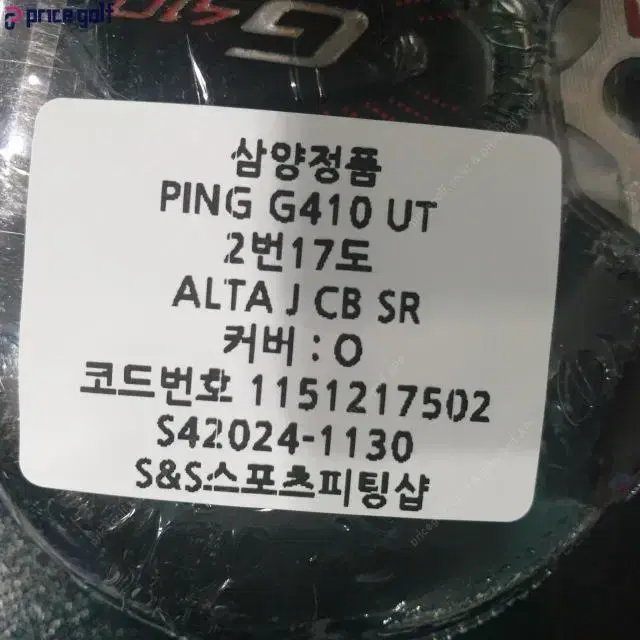 price golf
삼양정품
PING G410 UT
2번17도
ALTA J CB SR
커버 : O
코드번호 1151217502
S42024-1130
S&S스포츠피팅샵